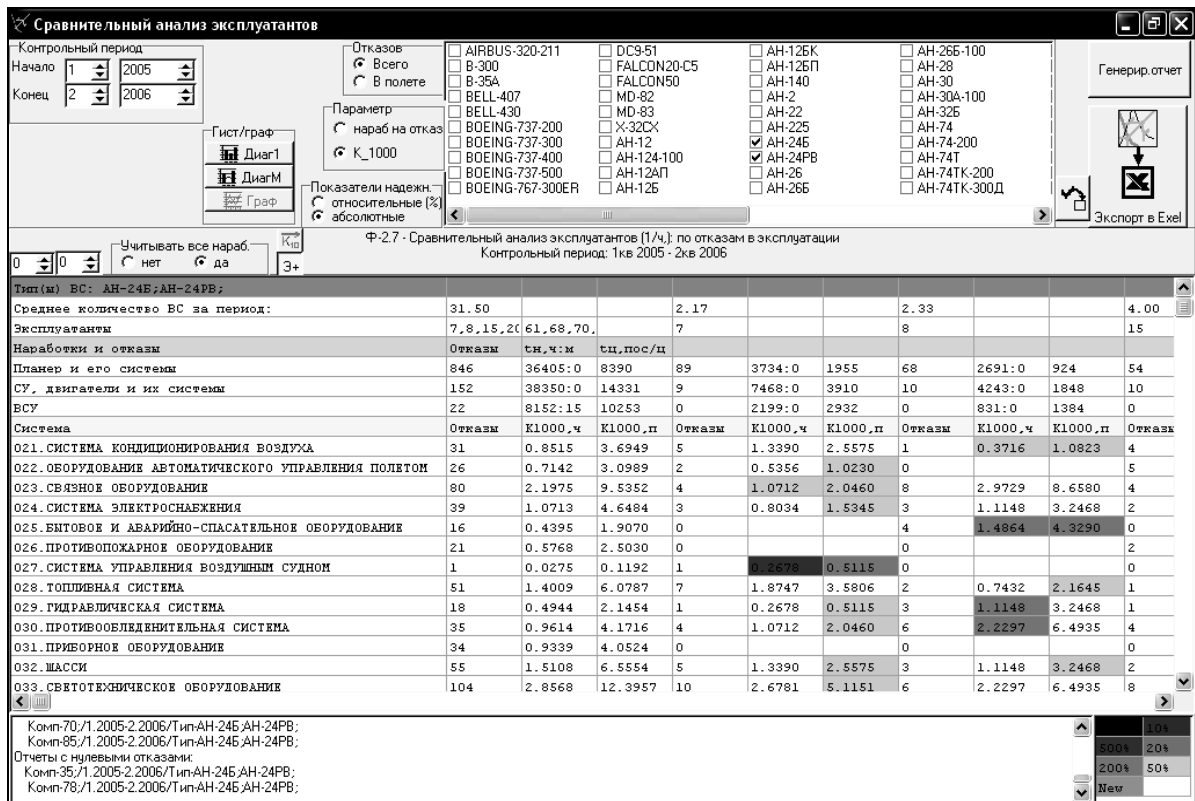 Сравнительный анализ эксплуатантов
Контрольный период
Начало 1 2005
Конец 2 2006
Гист/граф
Диаг1
ДиагМ
Граф
Отказов
Всего
В полете
Параметр
нараб на отказ
K_1000
Показатели надежн.
относительные (%)
абсолютные
AIRBUS-320-211
B-300
B-35A
BELL-407
BELL-430
BOEING-737-200
BOEING-737-300
BOEING-737-400
BOEING-737-500
BOEING-767-300ER
DC9-51
FALCON20-C5
FALCON50
MD-82
MD-83
X-32CX
АН-12
АН-124-100
АН-12АП
АН-12Б
АН-12БК
АН-12БП
АН-140
АН-2
АН-22
АН-225
АН-24Б
АН-24РВ
АН-26
АН-26Б
АН-26Б-100
АН-28
АН-30
АН-30А-100
АН-32Б
АН-74
АН-74-200
АН-74Т
АН-74ТК-200
АН-74ТК-300Д
Генерир.отчет
Экспорт в Exel
0 0
Учитывать все нараб.
нет да
K10
Э+
Ф-2.7 - Сравнительный анализ эксплуатантов (1/ч,): по отказам в эксплуатации
Контрольный период: 1кв 2005 - 2кв 2006
Тип(ы) ВС: АН-24Б;АН-24РВ;
Среднее количество ВС за период: 31.50 2.17 2.33 4.00
Эксплуатанты 7,8,15,20 61,68,70, 7 8 15
Наработки и отказы Отказы tн,ч:м tц,пос/ц
Планер и его системы 846 36405:0 8390 89 3734:0 1955 68 2691:0 924 54
СУ, двигатели и их системы 152 38350:0 14331 9 7468:0 3910 10 4243:0 1848 10
ВСУ 22 8152:15 10253 0 2199:0 2932 0 831:0 1384 0
Система Отказы K1000,ч K1000,п Отказы K1000,ч K1000,п Отказы K1000,ч K1000,п Отказы
021.СИСТЕМА КОНДИЦИОНИРОВАНИЯ ВОЗДУХА 31 0.8515 3.6949 5 1.3390 2.5575 1 0.3716 1.0823 4
022.ОБОРУДОВАНИЕ АВТОМАТИЧЕСКОГО УПРАВЛЕНИЯ ПОЛЕТОМ 26 0.7142 3.0989 2 0.5356 1.0230 0 5
023.СВЯЗНОЕ ОБОРУДОВАНИЕ 80 2.1975 9.5352 4 1.0712 2.0460 8 2.9729 8.6580 4
024.СИСТЕМА ЭЛЕКТРОСНАБЖЕНИЯ 39 1.0713 4.6484 3 0.8034 1.5345 3 1.1148 3.2468 2
025.БЫТОВОЕ И АВАРИЙНО-СПАСАТЕЛЬНОЕ ОБОРУДОВАНИЕ 16 0.4395 1.9070 0 4 1.4864 4.3290 0
026.ПРОТИВОПОЖАРНОЕ ОБОРУДОВАНИЕ 21 0.5768 2.5030 0 0 2
027.СИСТЕМА УПРАВЛЕНИЯ ВОЗДУШНЫМ СУДНОМ 1 0.0275 0.1192 1 0.2678 0.5115 0 0
028.ТОПЛИВНАЯ СИСТЕМА 51 1.4009 6.0787 7 1.8747 3.5806 2 0.7432 2.1645 1
029.ГИДРАВЛИЧЕСКАЯ СИСТЕМА 18 0.4944 2.1454 1 0.2678 0.5115 3 1.1148 3.2468 1
030.ПРОТИВООБЛЕДЕНИТЕЛЬНАЯ СИСТЕМА 35 0.9614 4.1716 4 1.0712 2.0460 6 2.2297 6.4935 4
031.ПРИБОРНОЕ ОБОРУДОВАНИЕ 34 0.9339 4.0524 0 0 0
032.ШАССИ 55 1.5108 6.5554 5 1.3390 2.5575 3 1.1148 3.2468 2
033.СВЕТОТЕХНИЧЕСКОЕ ОБОРУДОВАНИЕ 104 2.8568 12.3957 10 2.6781 5.1151 6 2.2297 6.4935 8
Комп-70;/1.2005-2.2006/Тип-АН-24Б;АН-24РВ;
Комп-85;/1.2005-2.2006/Тип-АН-24Б;АН-24РВ;
Отчеты с нулевыми отказами:
Комп-35;/1.2005-2.2006/Тип-АН-24Б;АН-24РВ;
Комп-78;/1.2005-2.2006/Тип-АН-24Б;АН-24РВ;
10%
500% 20%
200% 50%
New